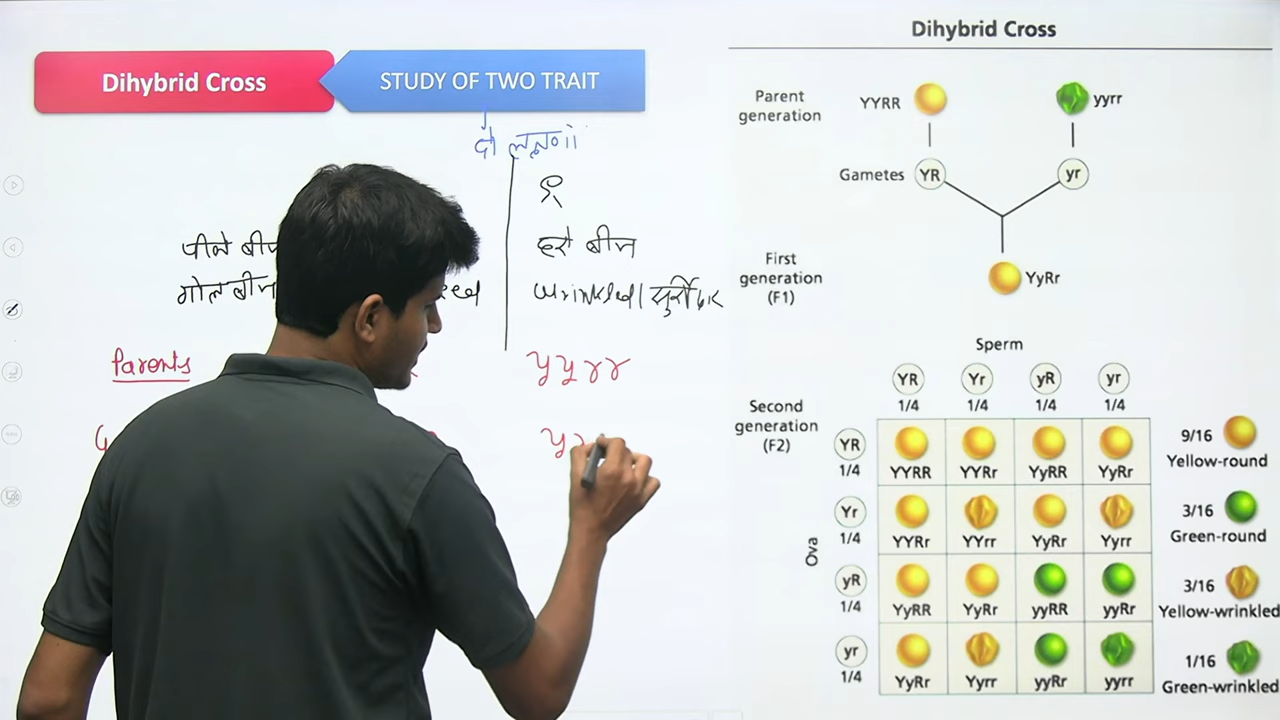 Dihybrid Cross
STUDY OF TWO TRAIT
दो लक्षण
पीले बीज
हरे बीज
गोल बीज
wrinkled / झुर्रीदार
Parents
yyrr
G
yr
Dihybrid Cross
Parent generation
YYRR
yyrr
Gametes
YR
yr
First generation (F1)
YyRr
Second generation (F2)
Sperm
YR Yr yR yr
1/4 1/4 1/4 1/4
Ova
YR
1/4
YYRR YYRr YyRR YyRr
Yr
1/4
YYRr YYrr YyRr Yyrr
yR
1/4
YyRR YyRr yyRR yyRr
yr
1/4
YyRr Yyrr yyRr yyrr
9/16
Yellow-round
3/16
Green-round
3/16
Yellow-wrinkled
1/16
Green-wrinkled